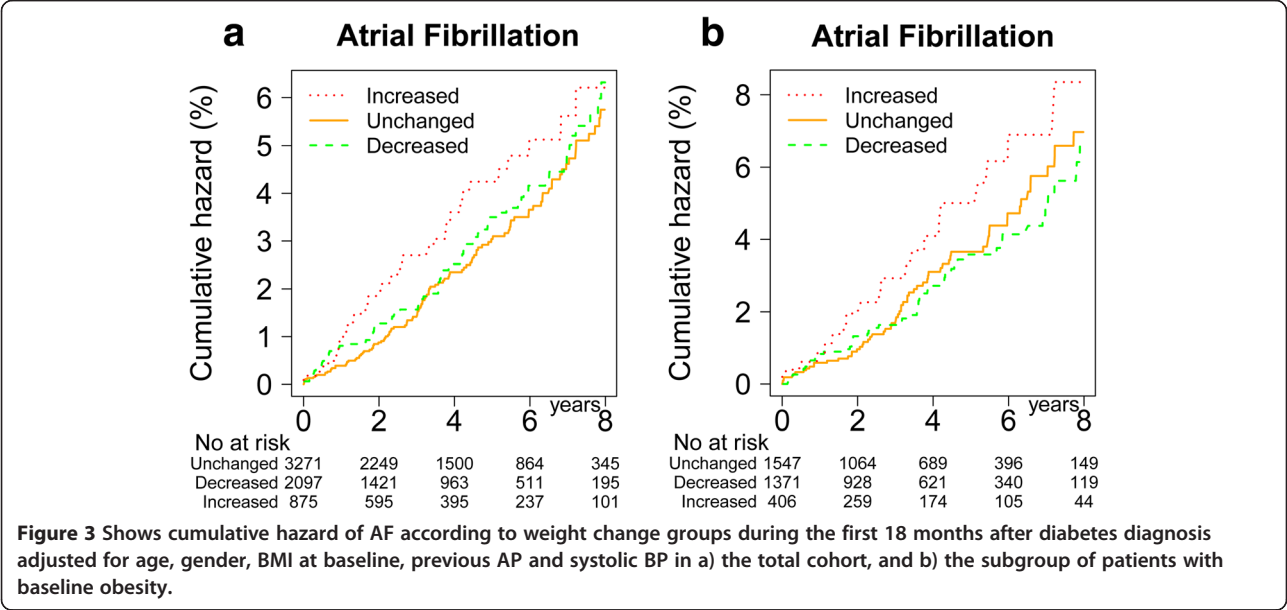 a Atrial Fibrillation
Cumulative hazard (%)
6
5
4
3
2
1
0
Increased
Unchanged
Decreased
0 2 4 6 8
years
No at risk
Unchanged 3271 2249 1500 864 345
Decreased 2097 1421 963 511 195
Increased 875 595 395 237 101
b Atrial Fibrillation
Cumulative hazard (%)
8
6
4
2
0
Increased
Unchanged
Decreased
0 2 4 6 8
years
No at risk
Unchanged 1547 1064 689 396 149
Decreased 1371 928 621 340 119
Increased 406 259 174 105 44
Figure 3 Shows cumulative hazard of AF according to weight change groups during the first 18 months after diabetes diagnosis
adjusted for age, gender, BMI at baseline, previous AP and systolic BP in a) the total cohort, and b) the subgroup of patients with
baseline obesity.